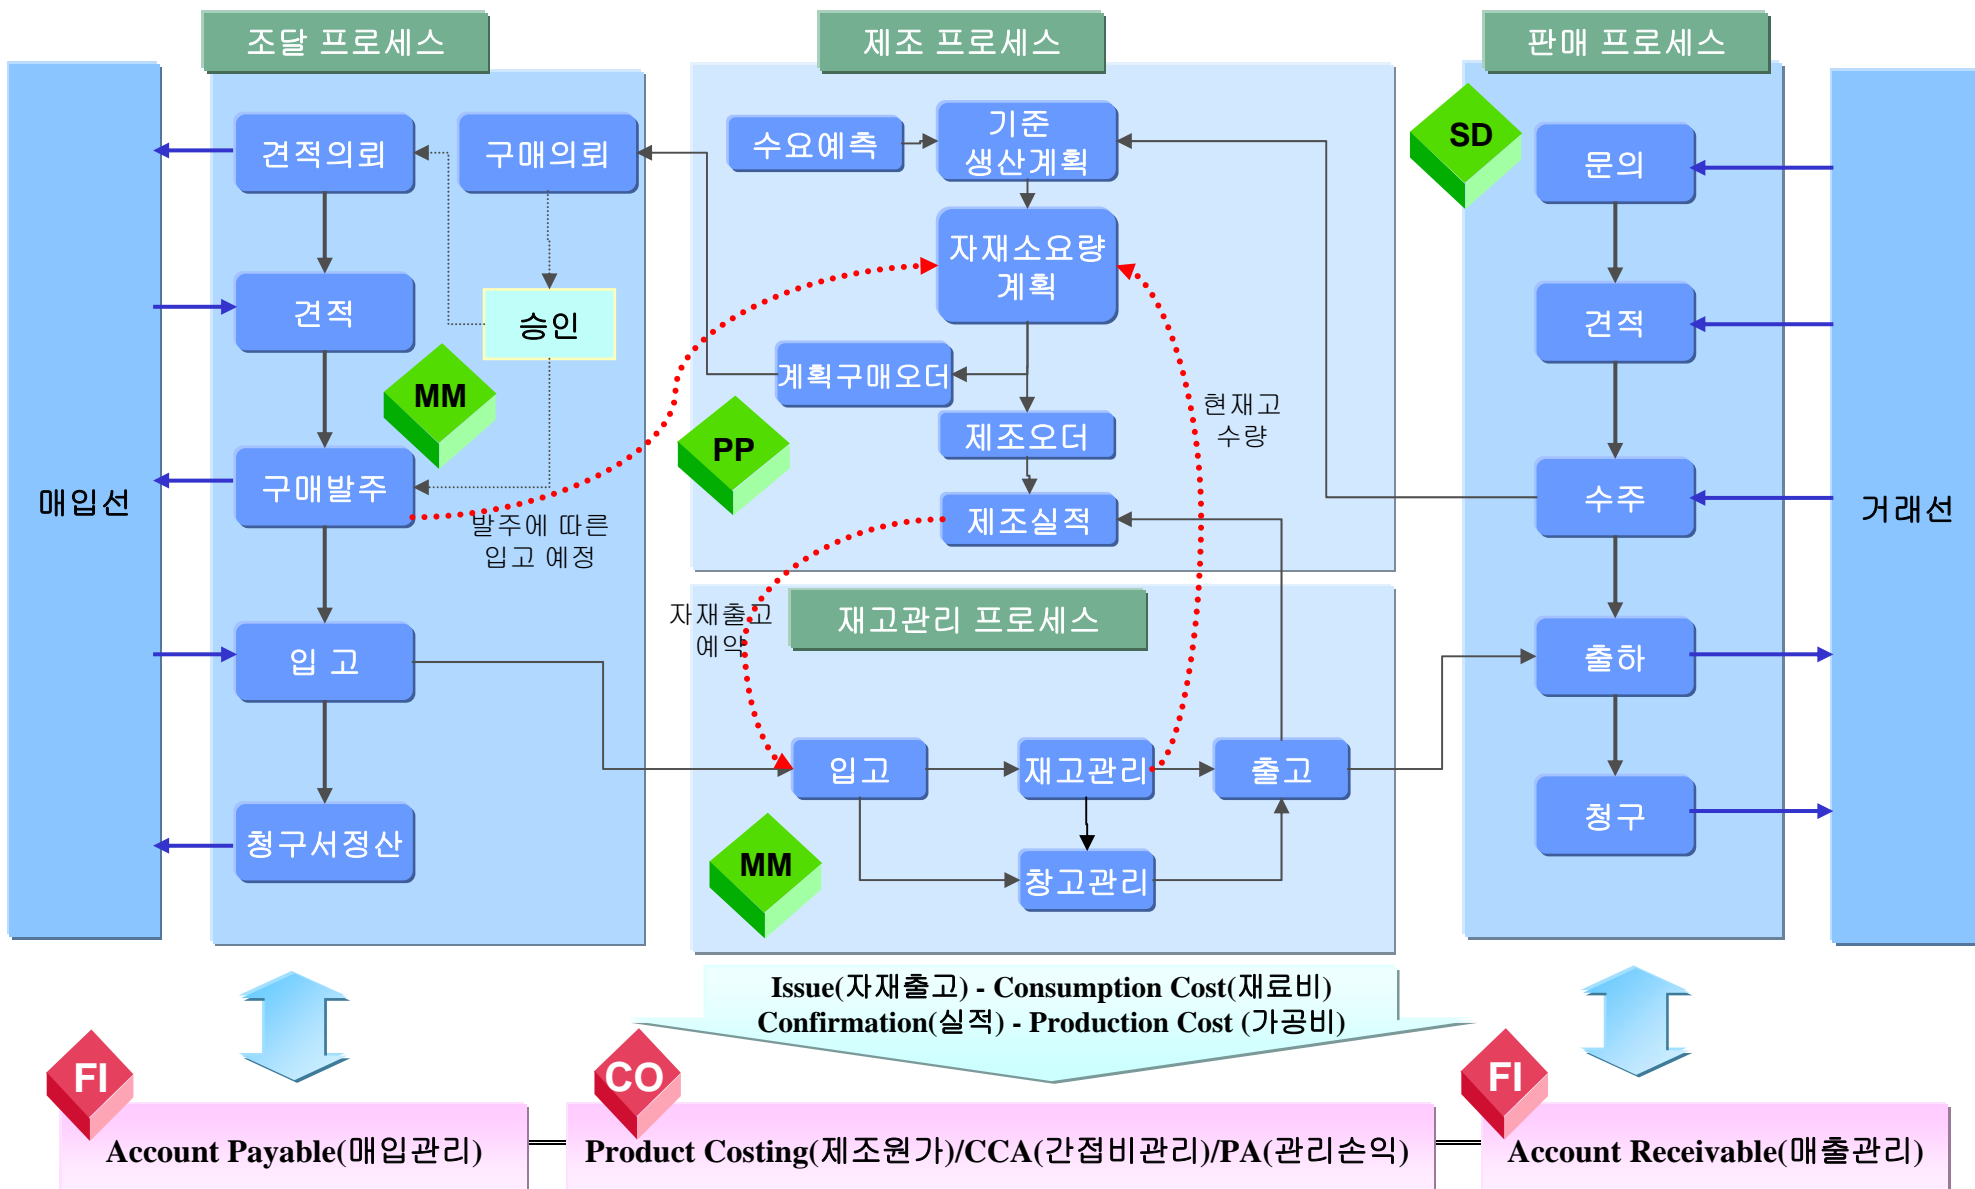 조달 프로세스
제조 프로세스
판매 프로세스
매입선
견적의뢰
구매의뢰
견적
승인
MM
구매발주
발주에 따른
입고 예정
입 고
청구서정산
수요예측
기준
생산계획
자재소요량
계획
계획구매오더
PP
제조오더
제조실적
현재고
수량
자재출고
예약
재고관리 프로세스
입고
재고관리
출고
창고관리
MM
SD
문의
견적
수주
출하
청구
거래선
Issue(자재출고) - Consumption Cost(재료비)
Confirmation(실적) - Production Cost (가공비)
FI
Account Payable(매입관리)
CO
Product Costing(제조원가)/CCA(간접비관리)/PA(관리손익)
FI
Account Receivable(매출관리)